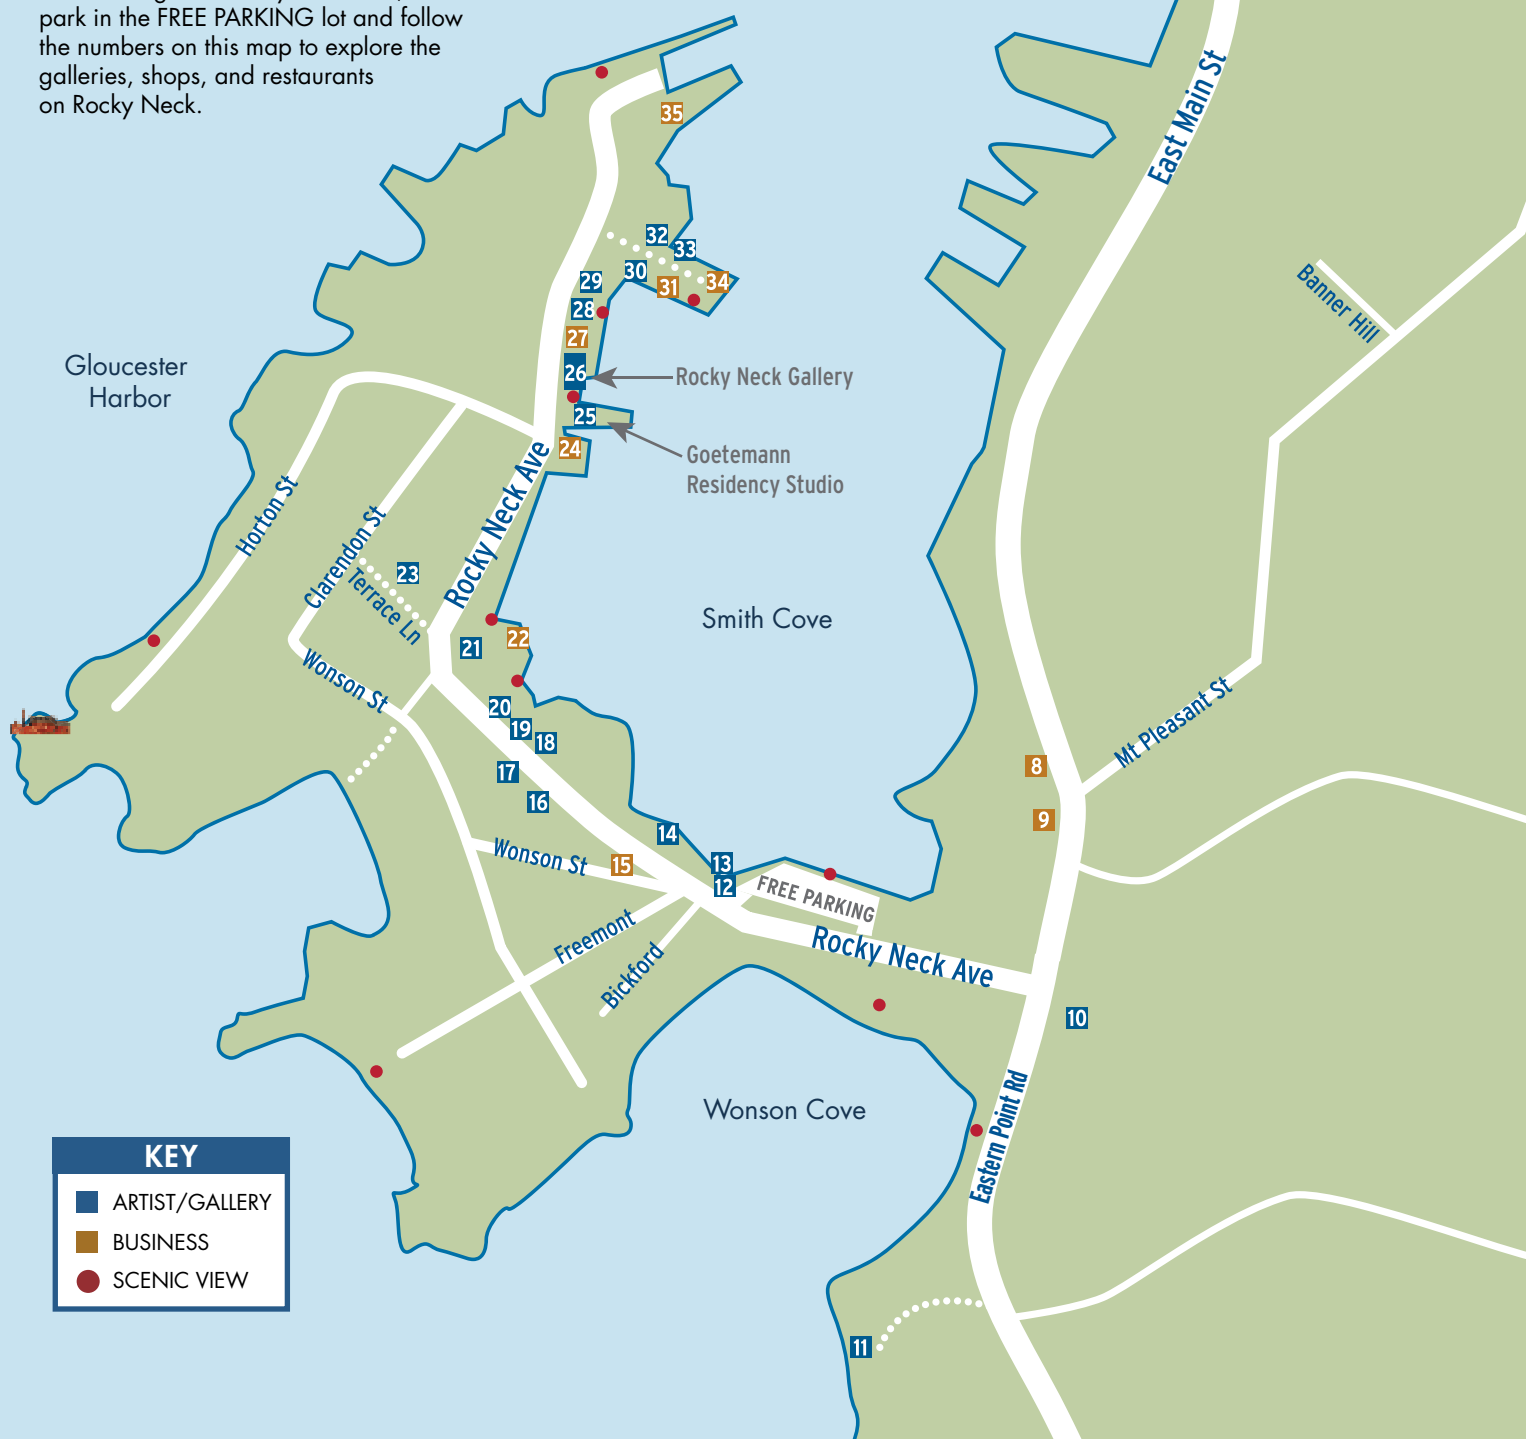 park in the FREE PARKING lot and follow
the numbers on this map to explore the
galleries, shops, and restaurants
on Rocky Neck.
East Main St
35
32
33
30
29
31
34
28
27
26
Rocky Neck Gallery
25
24
Goetemann
Residency Studio
Banner Hill
Gloucester
Harbor
Horton St
Clarendon St
Terrace Ln
23
Rocky Neck Ave
Smith Cove
22
21
Wonson St
20
19
18
17
16
Mt Pleasant St
8
9
14
13
12
15
Wonson St
FREE PARKING
Freemont
Bickford
Rocky Neck Ave
10
Wonson Cove
Eastern Point Rd
11
KEY
ARTIST/GALLERY
BUSINESS
SCENIC VIEW